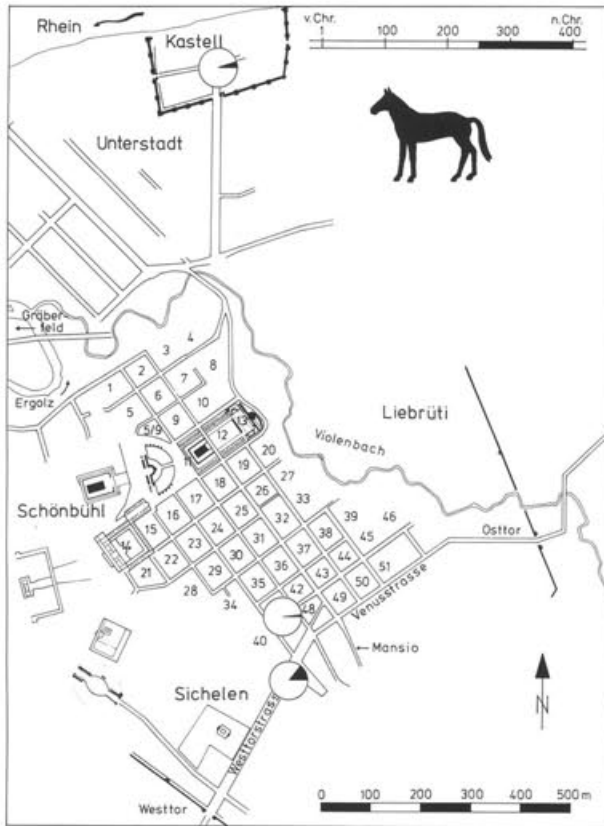 Rhein
Kastell
v.Chr. n.Chr.
1 100 200 300 400
Unterstadt
Gräber-
feld
Ergolz
Liebrüti
Violenbach
Schönbühl
Osttor
Venusstrasse
Mansio
Sichelen
Westtorstrass
Westtor
N
0 100 200 300 400 500 m
1
2
3
4
5
6
7
8
5/9
9
10
11
12
13
14
15
16
17
18
19
20
21
22
23
24
25
26
27
28
29
30
31
32
33
34
35
36
37
38
39
40
42
43
44
45
46
48
49
50
51